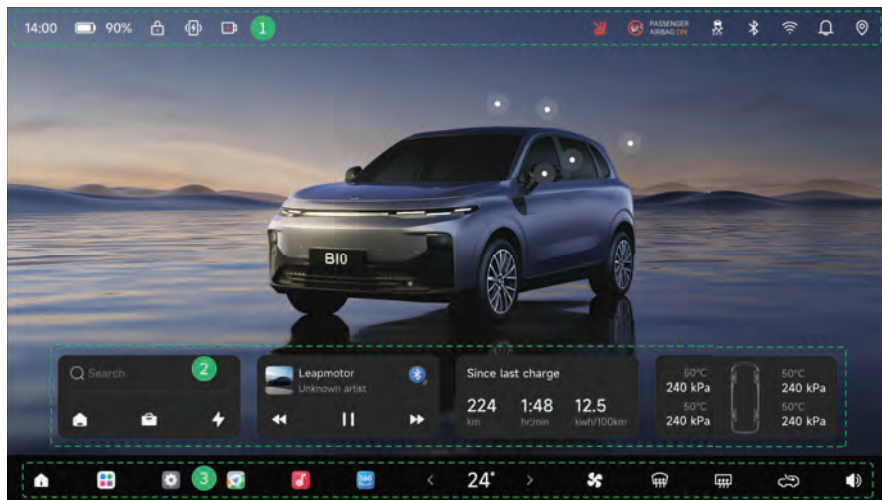 14:00 90% 1 PASSENGER
AIRBAG ON
B10
Search 2
Leapmotor
Unknown artist
Since last charge
224 1:48 12.5
km hr:min kwh/100km
50°C 50°C
240 kPa 240 kPa
50°C 50°C
240 kPa 240 kPa
3 360 24°